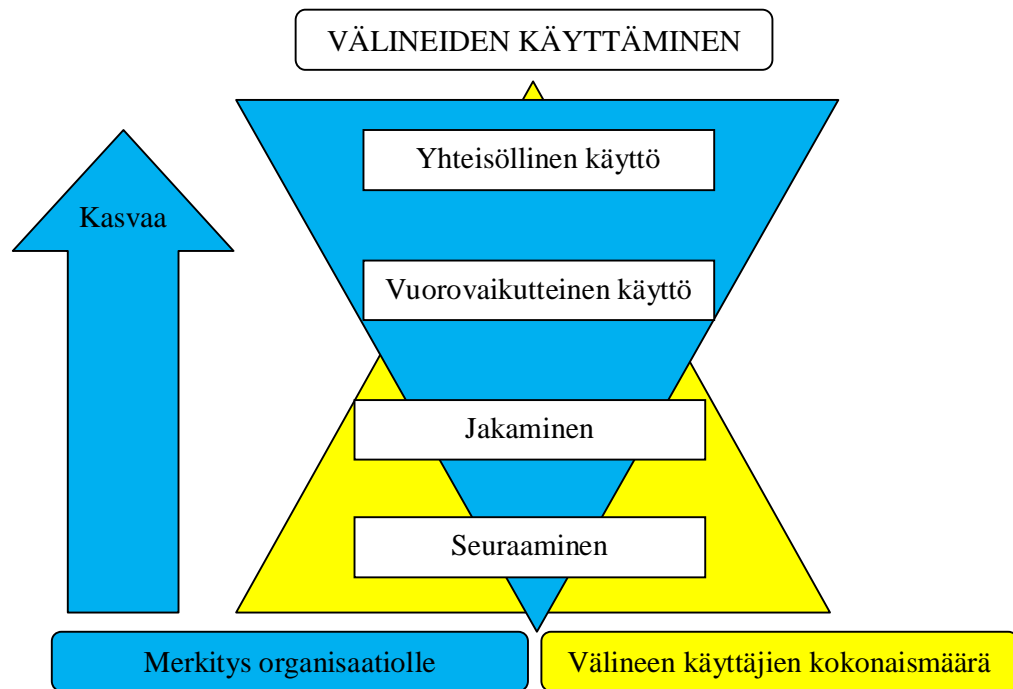 VÄLINEIDEN KÄYTTÄMINEN
Yhteisöllinen käyttö
Kasvaa
Vuorovaikutteinen käyttö
Jakaminen
Seuraaminen
Merkitys organisaatiolle
Välineen käyttäjien kokonaismäärä